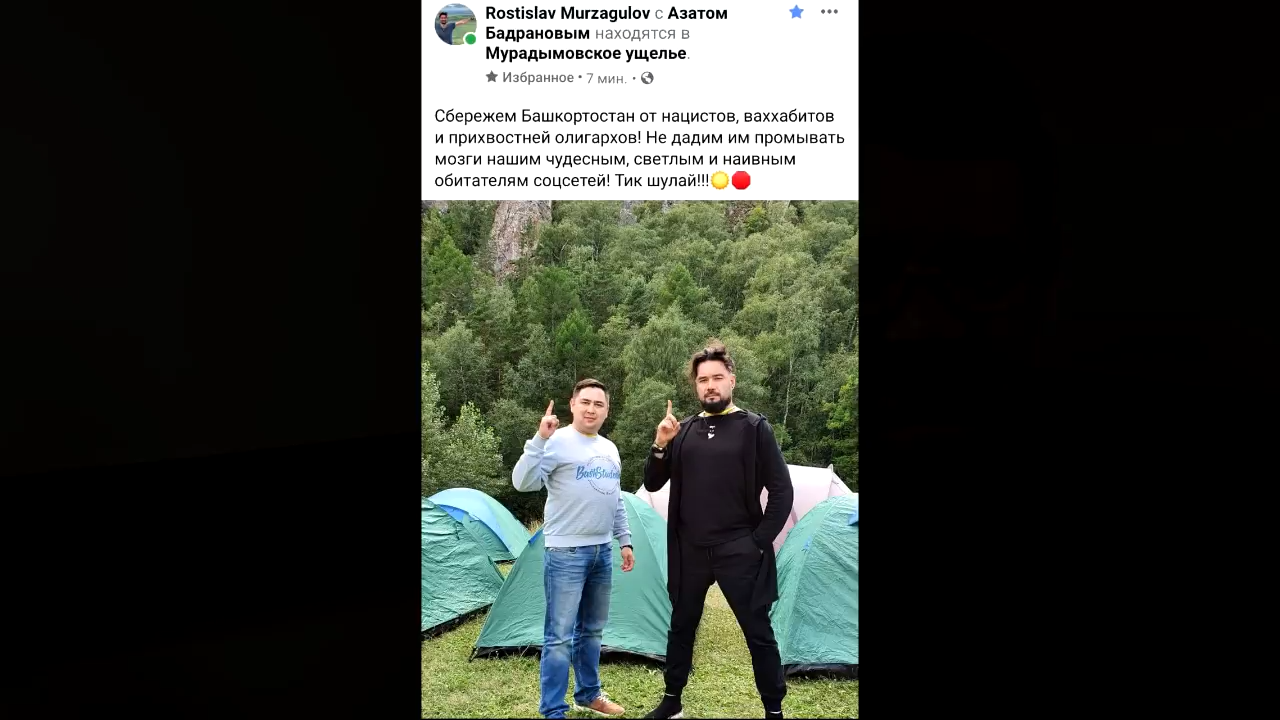 Rostislav Murzagulov с Азатом
Бадрановым находятся в
Мурадымовское ущелье.
Избранное • 7 мин. •
Сбережем Башкортостан от нацистов, ваххабитов
и прихвостней олигархов! Не дадим им промывать
мозги нашим чудесным, светлым и наивным
обитателям соцсетей! Тик шулай!!!